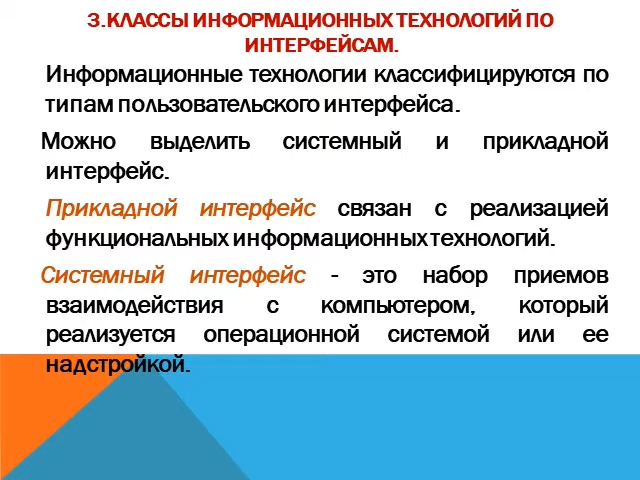 3.КЛАССЫ ИНФОРМАЦИОННЫХ ТЕХНОЛОГИЙ ПО
ИНТЕРФЕЙСАМ.
Информационные технологии классифицируются по
типам пользовательского интерфейса.
Можно выделить системный и прикладной
интерфейс.
Прикладной интерфейс связан с реализацией
функциональных информационных технологий.
Системный интерфейс - это набор приемов
взаимодействия с компьютером, который
реализуется операционной системой или ее
надстройкой.